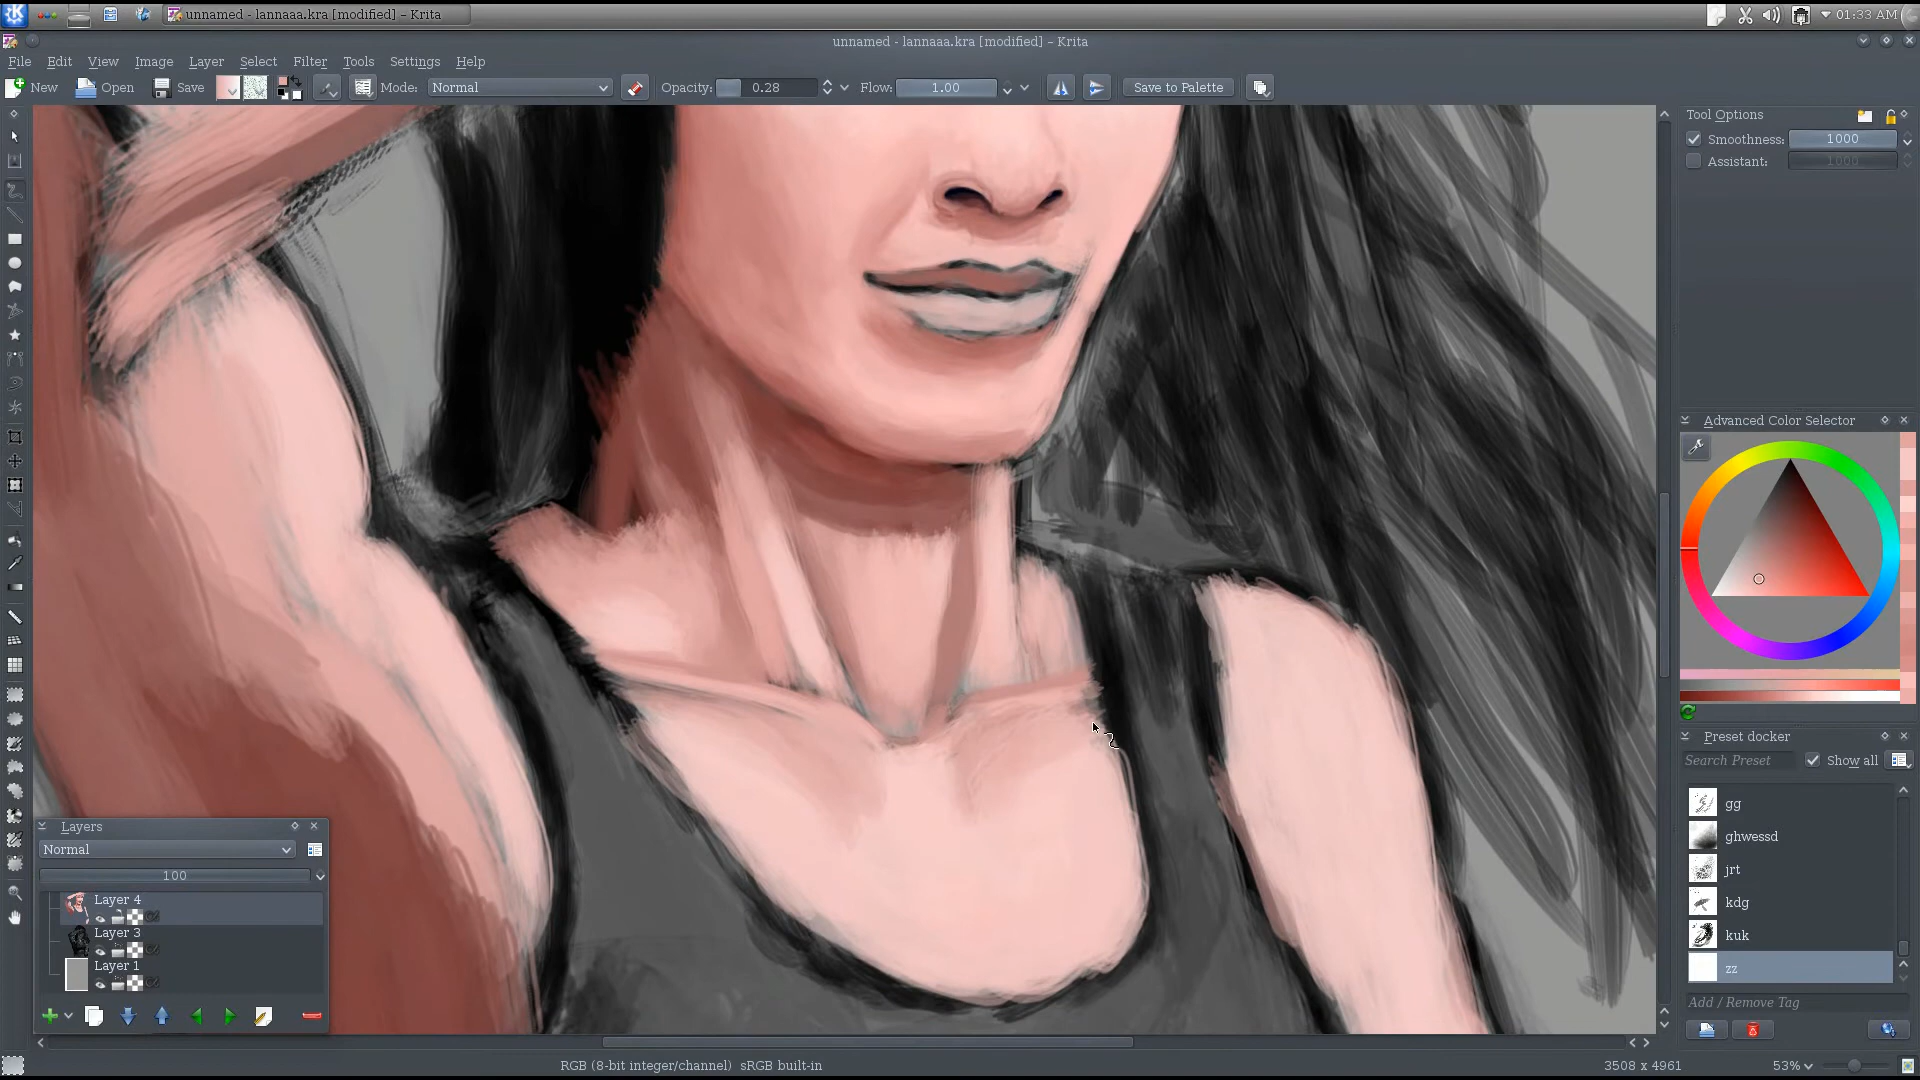 unnamed - lannaaa.kra [modified] – Krita
01:33 AM
unnamed - lannaaa.kra [modified] – Krita
File Edit View Image Layer Select Filter Tools Settings Help
New Open Save Mode: Normal Opacity: 0.28 Flow: 1.00 Save to Palette
Tool Options
Smoothness: 1000
Assistant: 1000
Advanced Color Selector
Preset docker
Search Preset Show all
gg
ghwessd
jrt
kdg
kuk
zz
Add / Remove Tag
Layers
Normal
100
Layer 4
Layer 3
Layer 1
RGB (8-bit integer/channel) sRGB built-in 3508 x 4961 53%